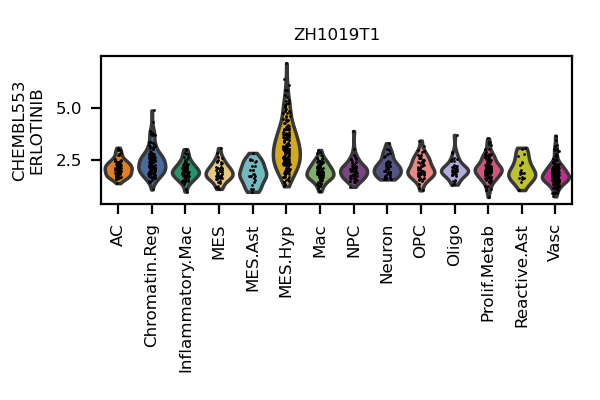 ZH1019T1
CHEMBL553
ERLOTINIB
5.0
2.5
AC
Chromatin.Reg
Inflammatory.Mac
MES
MES.Ast
MES.Hyp
Mac
NPC
Neuron
OPC
Oligo
Prolif.Metab
Reactive.Ast
Vasc